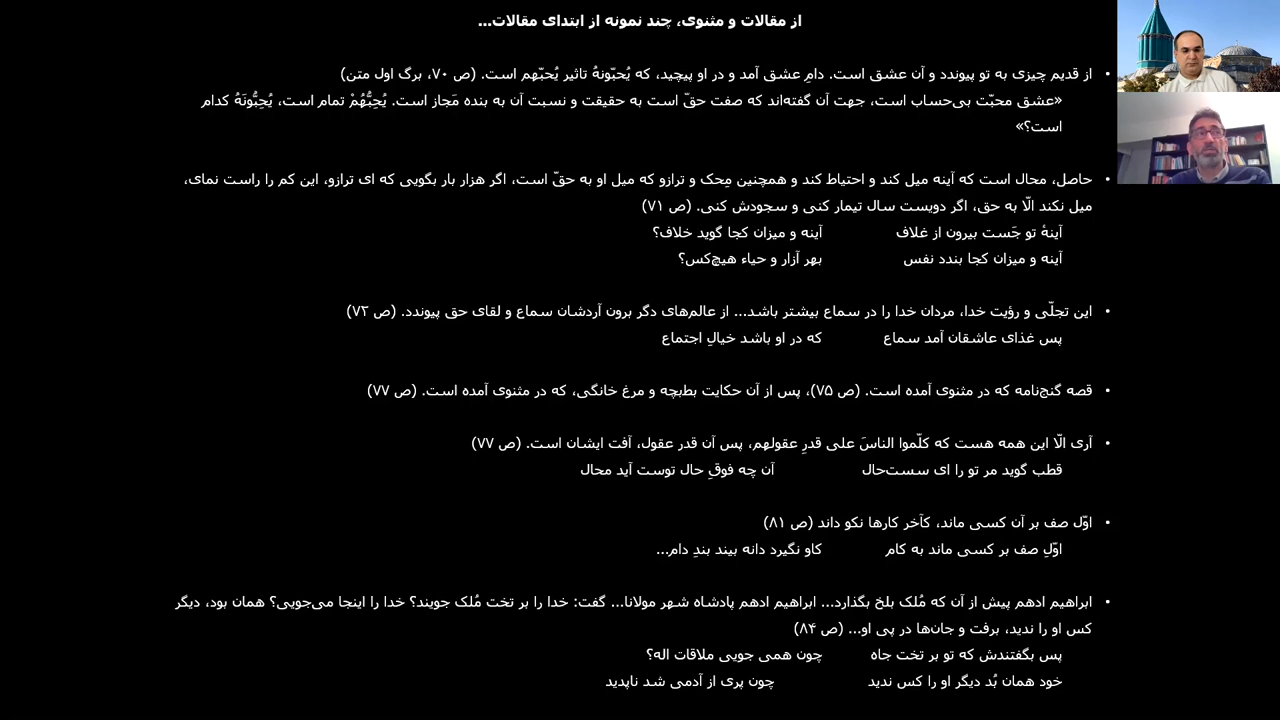 از مقالات و مثنوی، چند نمونه از ابتدای مقالات...
• از قدیم چیزی به تو پیوندد و آن عشق است. دامِ عشق آمد و در او پیچید، که یُحبّونهُ تاثیر یُحبّهم است. (ص ۷۰، برگ اول متن)
«عشق محبّت بی‌حساب است، جهت آن گفته‌اند که صفت حقّ است به حقیقت و نسبت آن به بنده مَجاز است. یُحِبُّهُمْ تمام است، یُحِبُّونَهُ کدام
است؟»
• حاصل، محال است که آینه میل کند و احتیاط کند و همچنین مِحک و ترازو که میل او به حقّ است، اگر هزار بار بگویی که ای ترازو، این کم را راست نمای،
میل نکند الّا به حق، اگر دویست سال تیمار کنی و سجودش کنی. (ص ۷۱)
آینهٔ تو جَست بیرون از غلاف آینه و میزان کجا گوید خلاف؟
آینه و میزان کجا بندد نفس بهر آزار و حیاء هیچ‌کس؟
• این تجلّی و رؤیت خدا، مردان خدا را در سماع بیشتر باشد... از عالم‌های دگر برون آردشان سماع و لقای حق پیوندد. (ص ۷۳)
پس غذای عاشقان آمد سماع که در او باشد خیالِ اجتماع
• قصه گنج‌نامه که در مثنوی آمده است. (ص ۷۵)، پس از آن حکایت بط‌بچه و مرغ خانگی، که در مثنوی آمده است. (ص ۷۷)
• آری الّا این همه هست که کلّموا الناسَ علی قدرِ عقولهم، پس آن قدر عقول، آفت ایشان است. (ص ۷۷)
قطب گوید مر تو را ای سست‌حال آن چه فوقِ حال توست آید محال
• اوّل صف بر آن کسی ماند، کآخر کارها نکو داند (ص ۸۱)
اوّلِ صف بر کسی ماند به کام کاو نگیرد دانه بیند بندِ دام...
• ابراهیم ادهم پیش از آن که مُلک بلخ بگذارد... ابراهیم ادهم پادشاه شهر مولانا... گفت: خدا را بر تخت مُلک جویند؟ خدا را اینجا می‌جویی؟ همان بود، دیگر
کس او را ندید، برفت و جان‌ها در پی او... (ص ۸۴)
پس بگفتندش که تو بر تخت جاه چون همی جویی ملاقات اله؟
خود همان بُد دیگر او را کس ندید چون پری از آدمی شد ناپدید